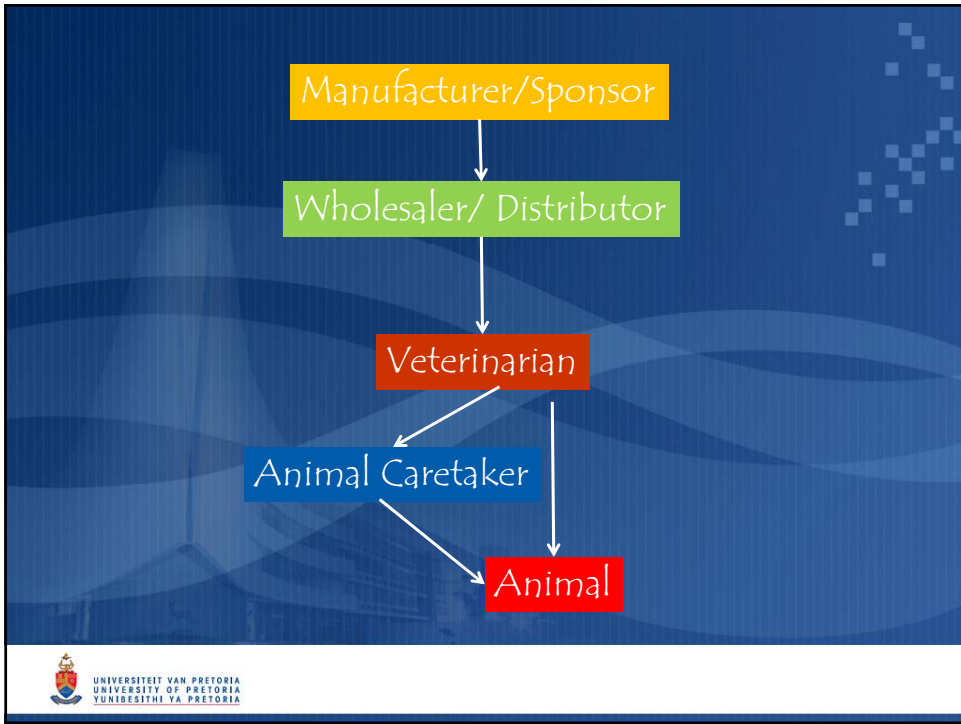 Manufacturer/Sponsor
Wholesaler/ Distributor
Veterinarian
Animal Caretaker
Animal
UNIVERSITEIT VAN PRETORIA
UNIVERSITY OF PRETORIA
YUNIBESITHI YA PRETORIA